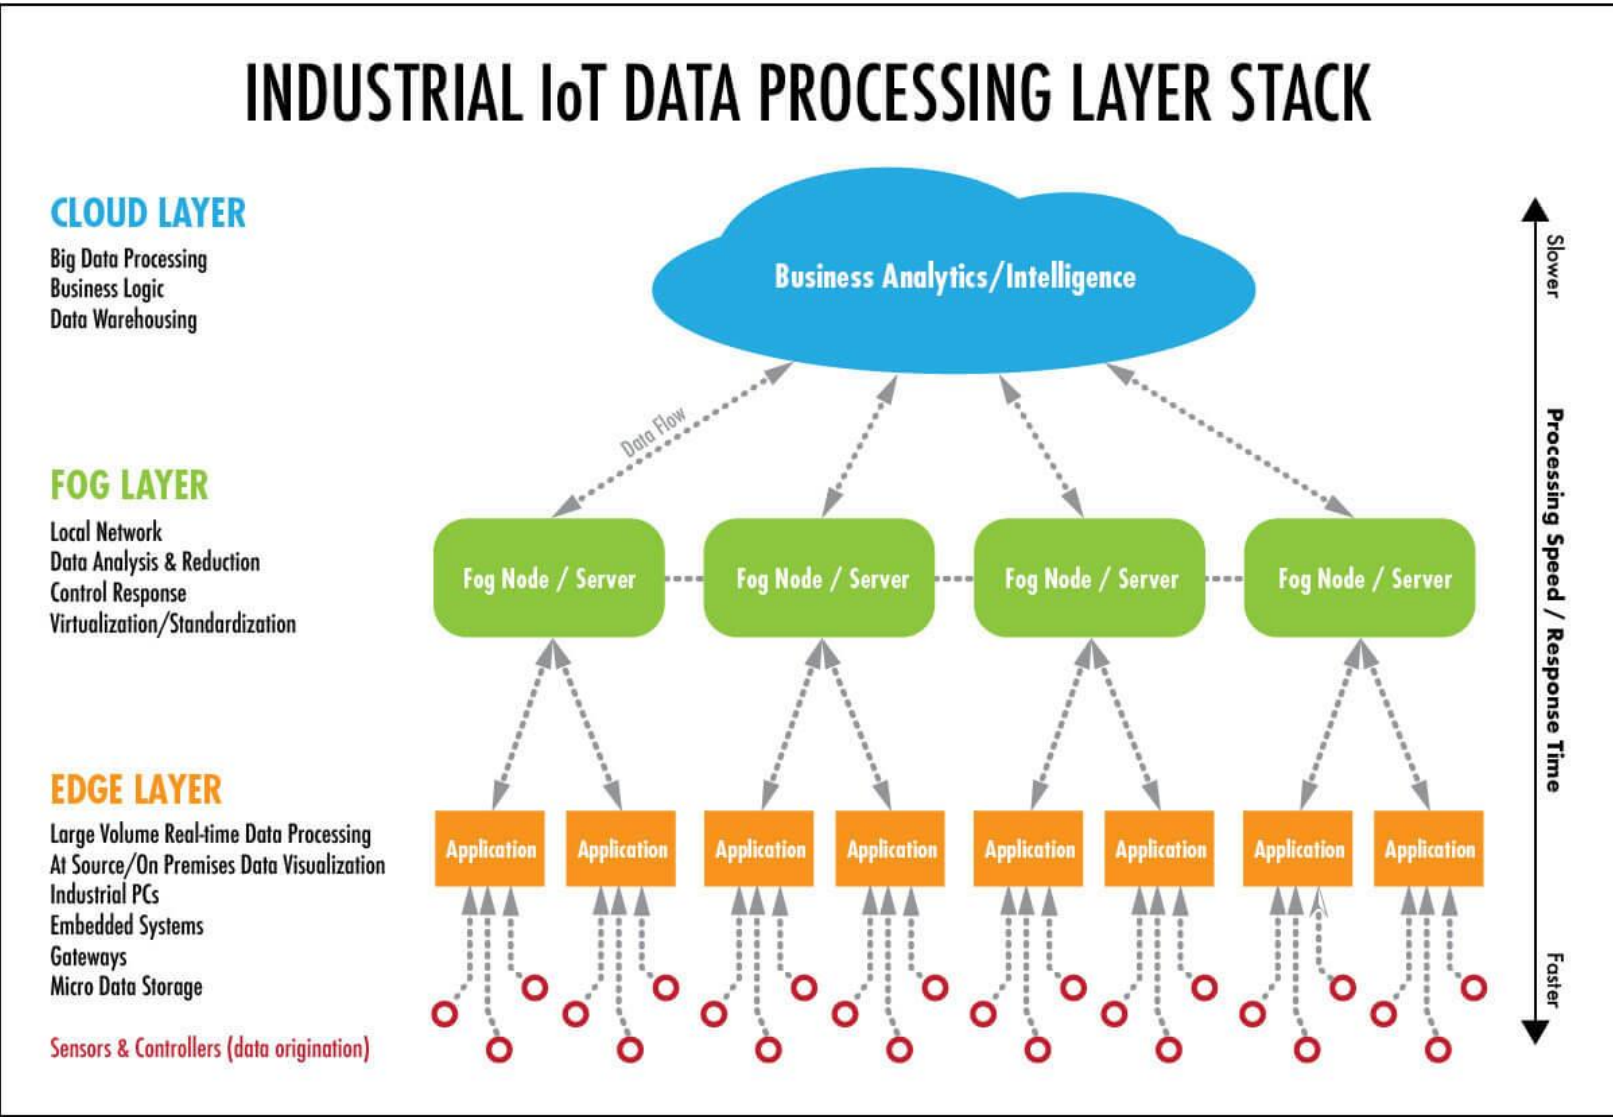 INDUSTRIAL IoT DATA PROCESSING LAYER STACK
CLOUD LAYER
Big Data Processing
Business Logic
Data Warehousing
Business Analytics/Intelligence
Slower
Data Flow
Processing Speed / Response Time
FOG LAYER
Local Network
Data Analysis & Reduction
Control Response
Virtualization/Standardization
Fog Node / Server
Fog Node / Server
Fog Node / Server
Fog Node / Server
EDGE LAYER
Large Volume Real-time Data Processing
At Source/On Premises Data Visualization
Industrial PCs
Embedded Systems
Gateways
Micro Data Storage
Application
Application
Application
Application
Application
Application
Application
Application
Faster
Sensors & Controllers (data origination)